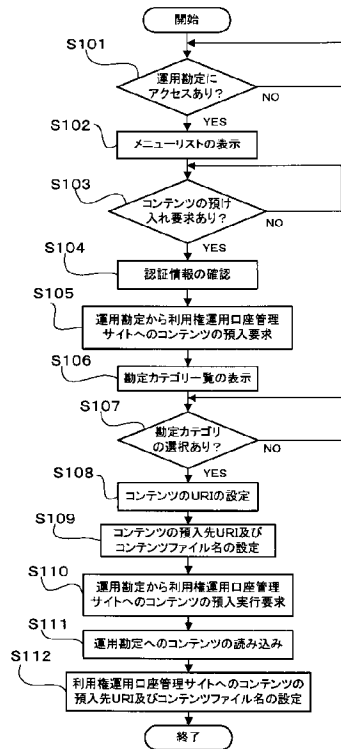 開始
S101
運用勘定に
アクセスあり?
NO
YES
S102
メニューリストの表示
S103
コンテンツの預け
入れ要求あり?
NO
YES
S104
認証情報の確認
S105
運用勘定から利用権運用口座管理
サイトへのコンテンツの預入要求
S106
勘定カテゴリ一覧の表示
S107
勘定カテゴリ
の選択あり?
NO
YES
S108
コンテンツのURIの設定
S109
コンテンツの預入先URI及び
コンテンツファイル名の設定
S110
運用勘定から利用権運用口座管理
サイトへのコンテンツの預入実行要求
S111
運用勘定へのコンテンツの読み込み
S112
利用権運用口座管理サイトへのコンテンツの
預入先URI及びコンテンツファイル名の設定
終了